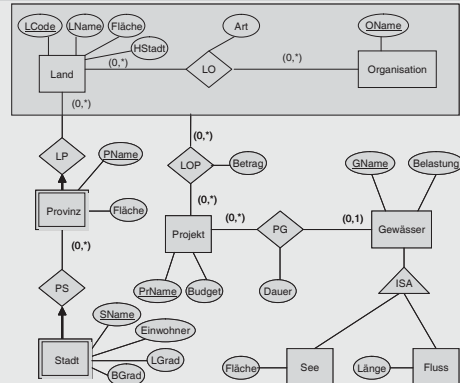 LCode LName Fläche Art OName
HStadt
(0,*) (0,*)
Land LO Organisation
(0,*)
(0,*)
LP PName LOP Betrag GName Belastung
(0,*)
Provinz Fläche (0,*) (0,1)
Projekt PG Gewässer
(0,*)
PS PrName Budget Dauer ISA
SName
Einwohner
Stadt LGrad Fläche See Länge Fluss
BGrad